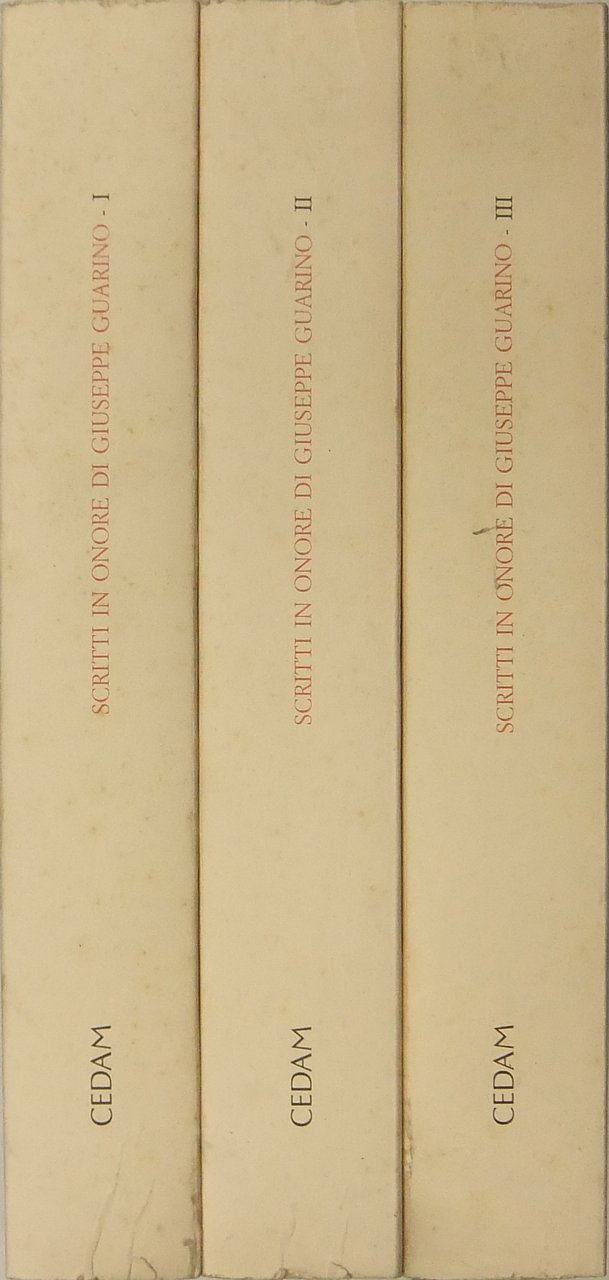 SCRITTI IN ONORE DI GIUSEPPE GUARINO - I
CEDAM
SCRITTI IN ONORE DI GIUSEPPE GUARINO - II
CEDAM
SCRITTI IN ONORE DI GIUSEPPE GUARINO - III
CEDAM